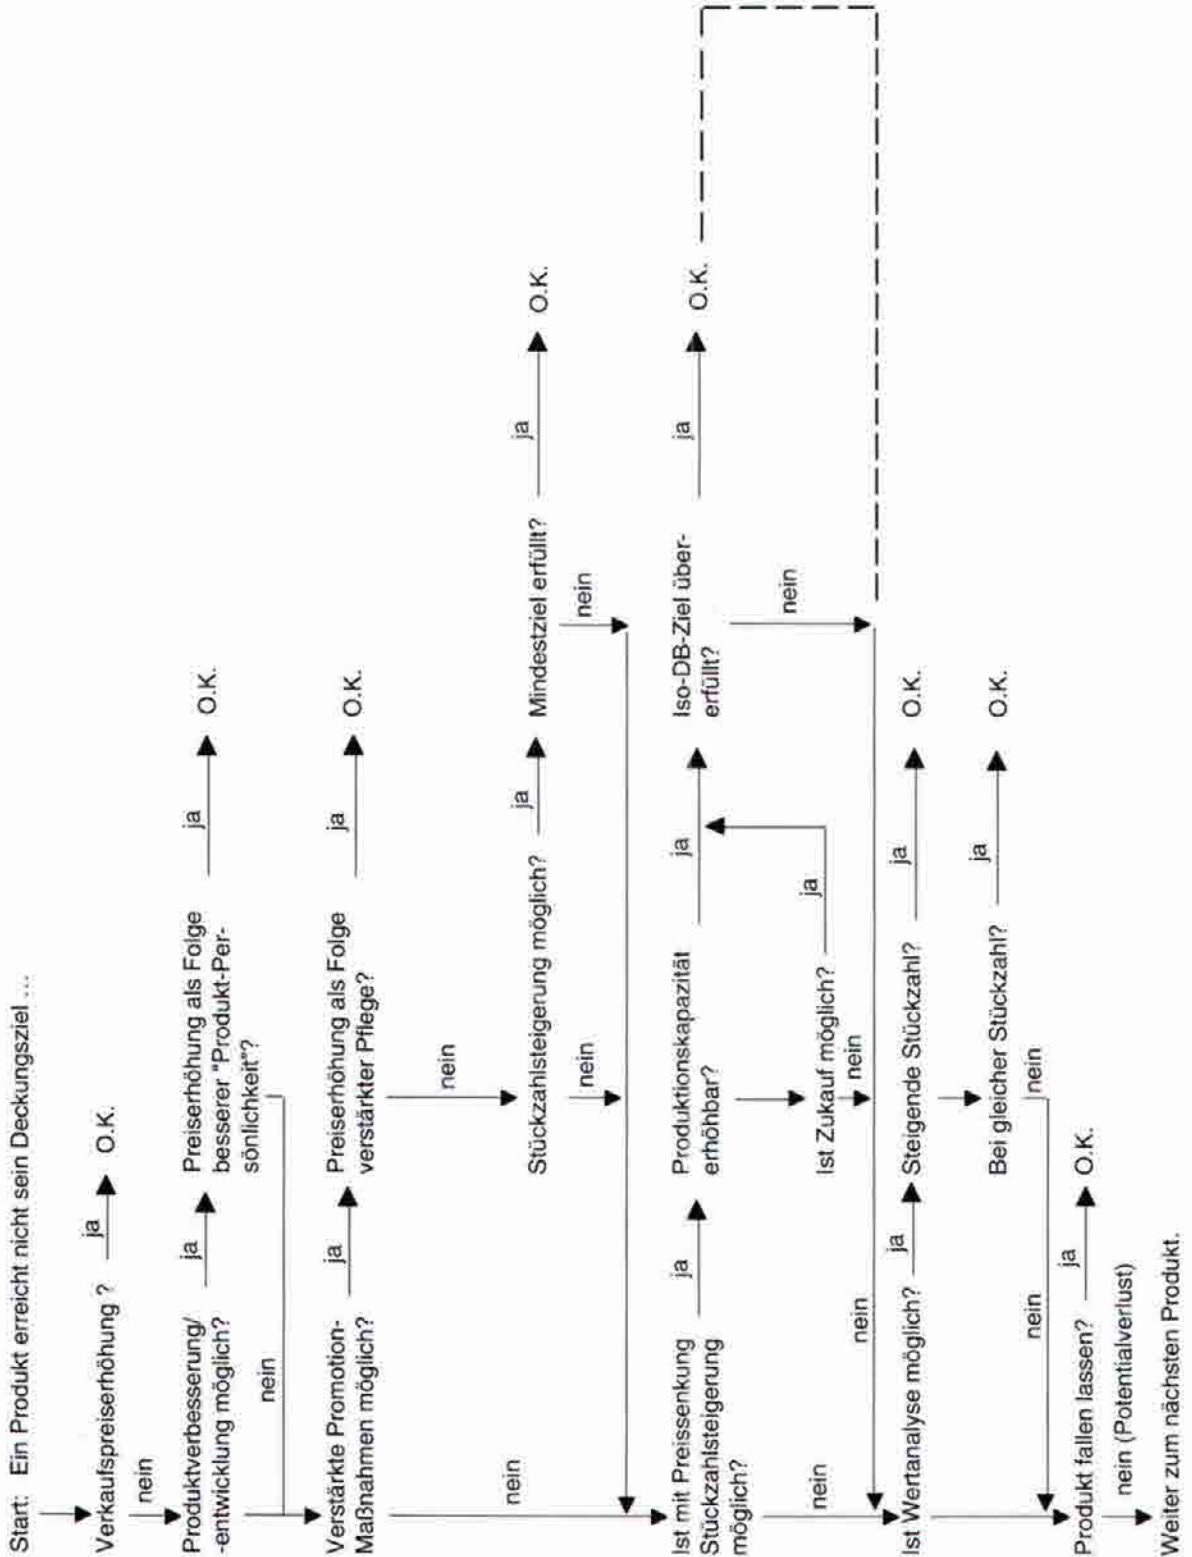 Start: Ein Produkt erreicht nicht sein Deckungsziel ...
Verkaufspreiserhöhung ?
ja
O.K.
nein
Produktverbesserung/
-entwicklung möglich?
ja
Preiserhöhung als Folge
besserer "Produkt-Per-
sönlichkeit"?
ja
O.K.
nein
Verstärkte Promotion-
Maßnahmen möglich?
ja
Preiserhöhung als Folge
verstärkter Pflege?
ja
O.K.
nein
nein
Stückzahlsteigerung möglich?
ja
Mindestziel erfüllt?
ja
O.K.
nein
nein
Ist mit Preissenkung
Stückzahlsteigerung
möglich?
ja
Produktionskapazität
erhöhbar?
ja
Iso-DB-Ziel über-
erfüllt?
ja
O.K.
nein
nein
Ist Zukauf möglich?
ja
nein
nein
Ist Wertanalyse möglich?
ja
Steigende Stückzahl?
ja
O.K.
Bei gleicher Stückzahl?
ja
O.K.
nein
nein
Produkt fallen lassen?
ja
O.K.
nein (Potentialverlust)
Weiter zum nächsten Produkt.